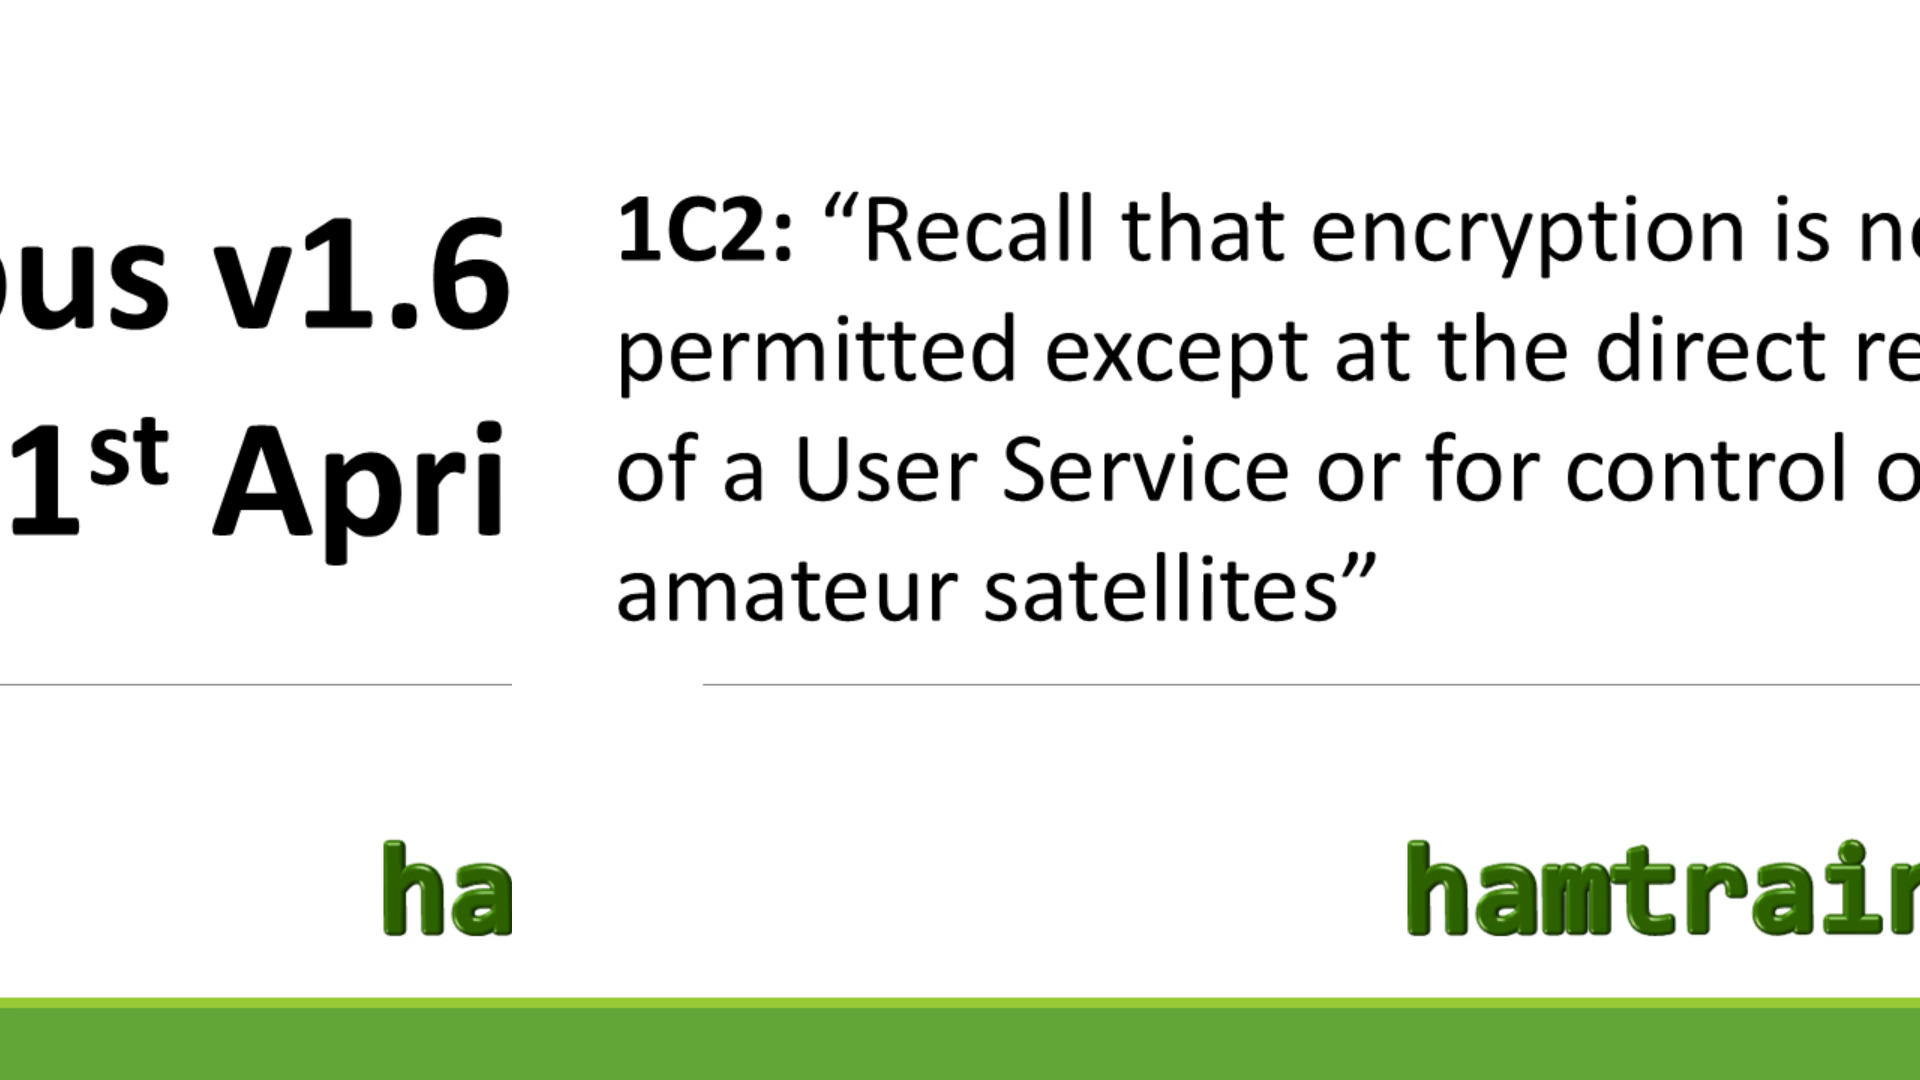 ous v1.6
1st Apri
1C2: “Recall that encryption is no
permitted except at the direct re
of a User Service or for control o
amateur satellites”
ha
hamtrain